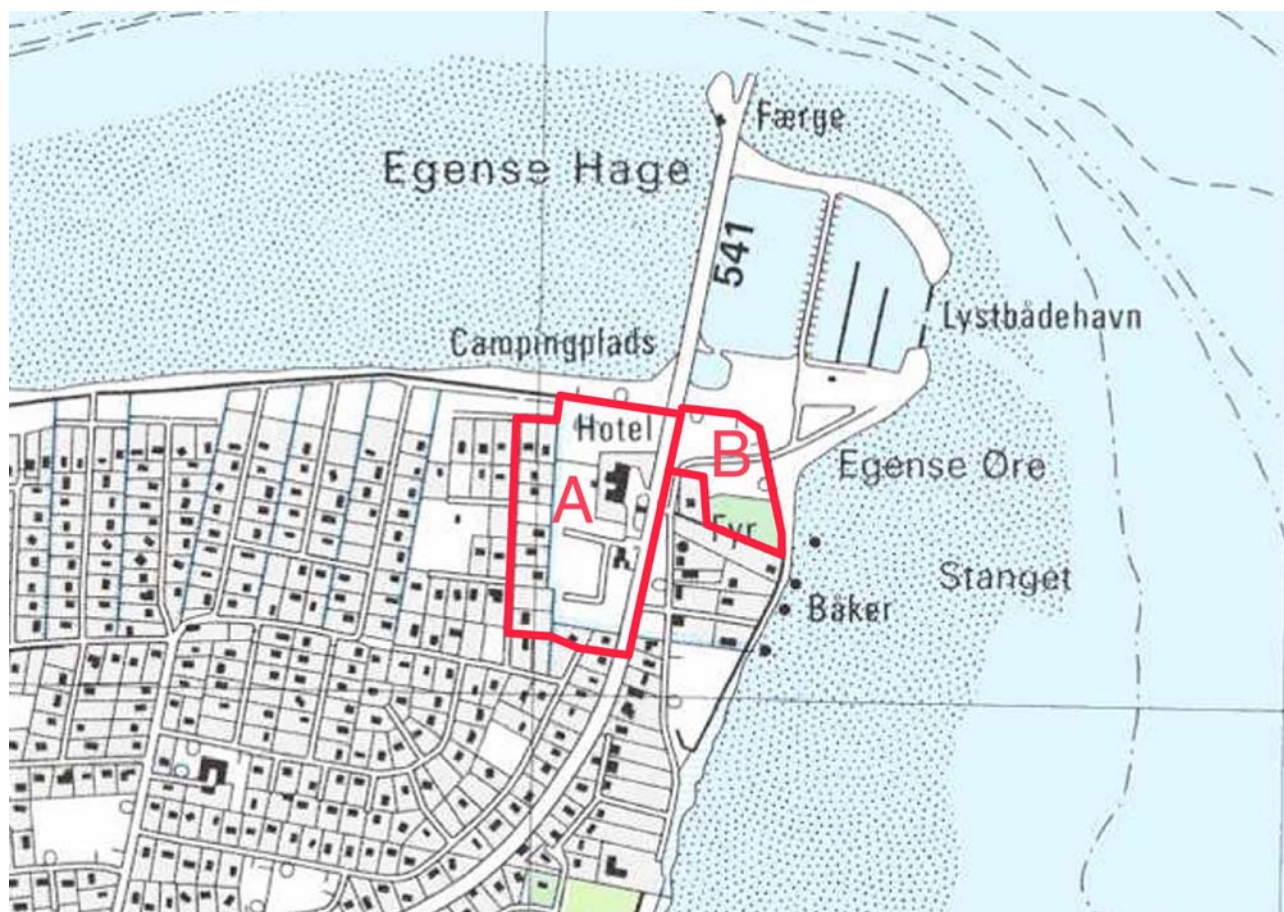 Færge
Egense Hage
541
Lystbådehavn
Campingplads
Hotel
B
Egense Øre
A
Fyr
Stanget
Båker